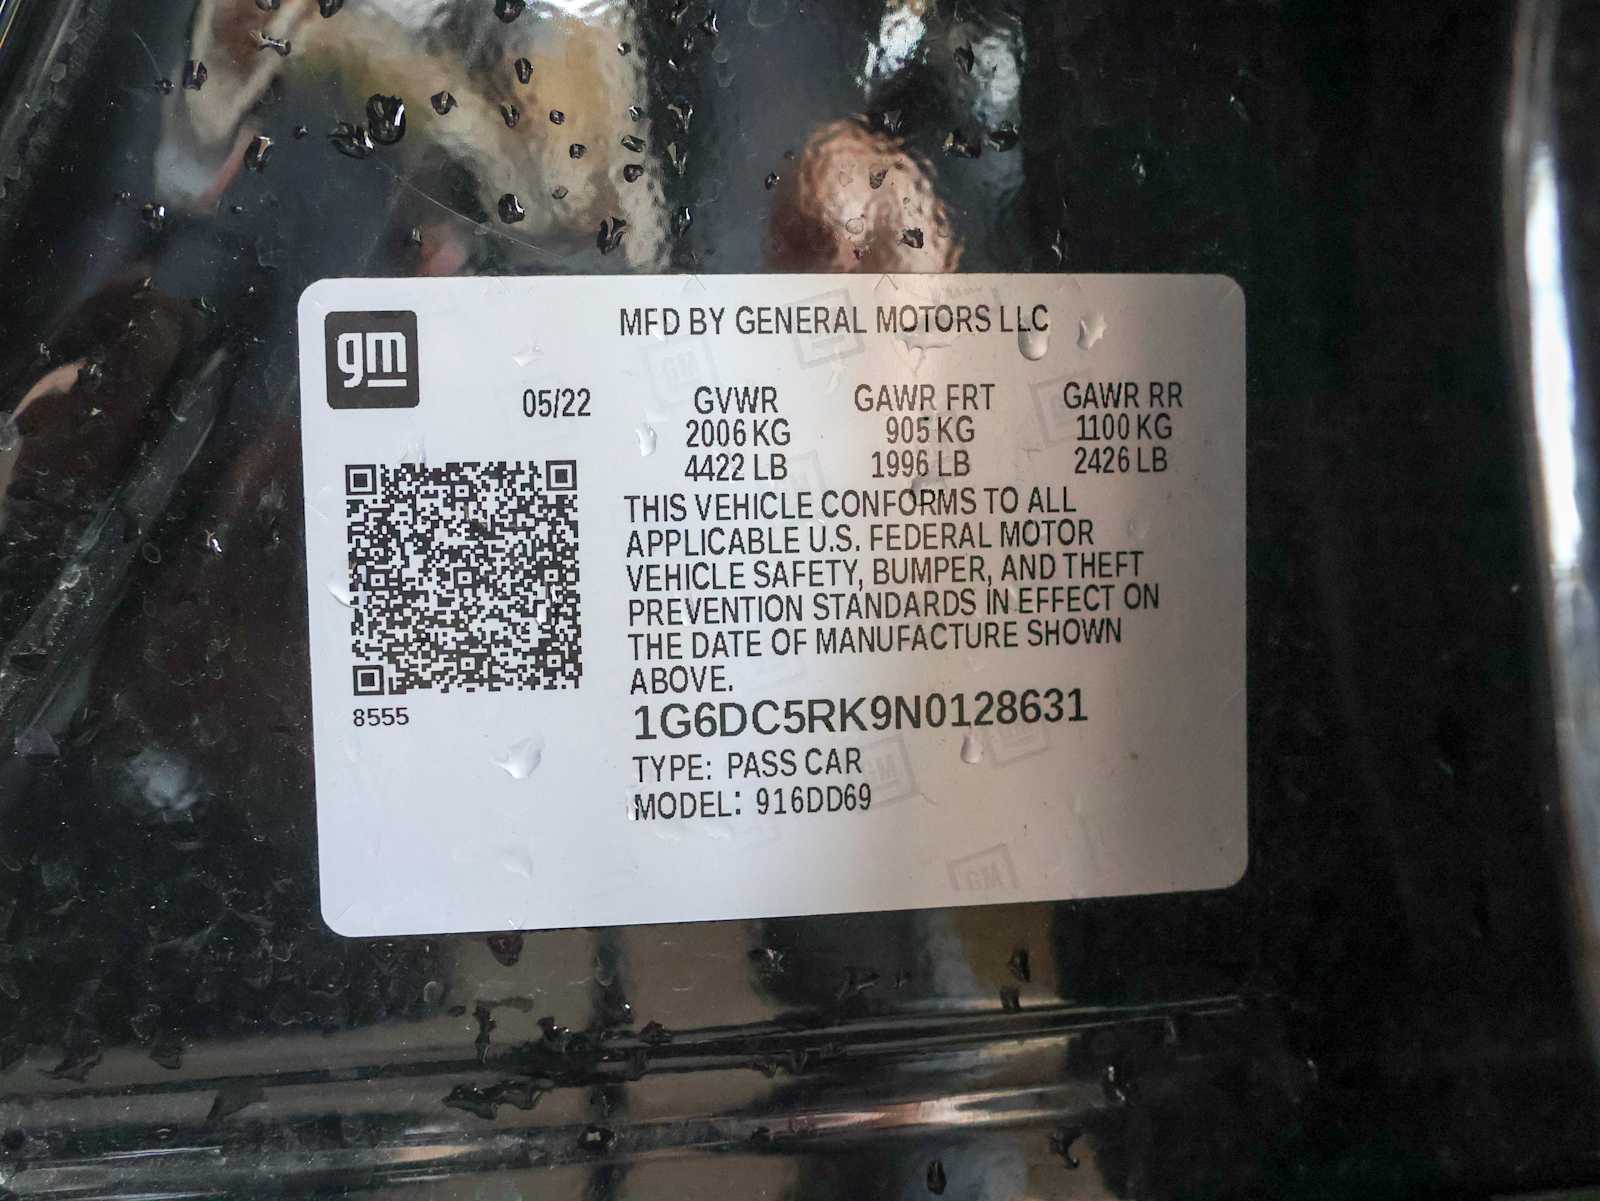 gm
MFD BY GENERAL MOTORS LLC
05/22 GVWR GAWR FRT GAWR RR
2006 KG 905 KG 1100 KG
4422 LB 1996 LB 2426 LB
THIS VEHICLE CONFORMS TO ALL
APPLICABLE U.S. FEDERAL MOTOR
VEHICLE SAFETY, BUMPER, AND THEFT
PREVENTION STANDARDS IN EFFECT ON
THE DATE OF MANUFACTURE SHOWN
ABOVE.
8555
1G6DC5RK9N0128631
TYPE: PASS CAR
MODEL: 916DD69
GM